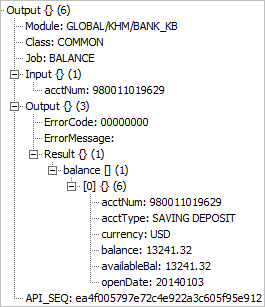 Output {} (6)
Module: GLOBAL/KHM/BANK_KB
Class: COMMON
Job: BALANCE
Input {} (1)
acctNum: 980011019629
Output {} (3)
ErrorCode: 00000000
ErrorMessage:
Result {} (1)
balance [] (1)
[0] {} (6)
acctNum: 980011019629
acctType: SAVING DEPOSIT
currency: USD
balance: 13241.32
availableBal: 13241.32
openDate: 20140103
API_SEQ: ea4f005797e72c4e922a3c605f95e912